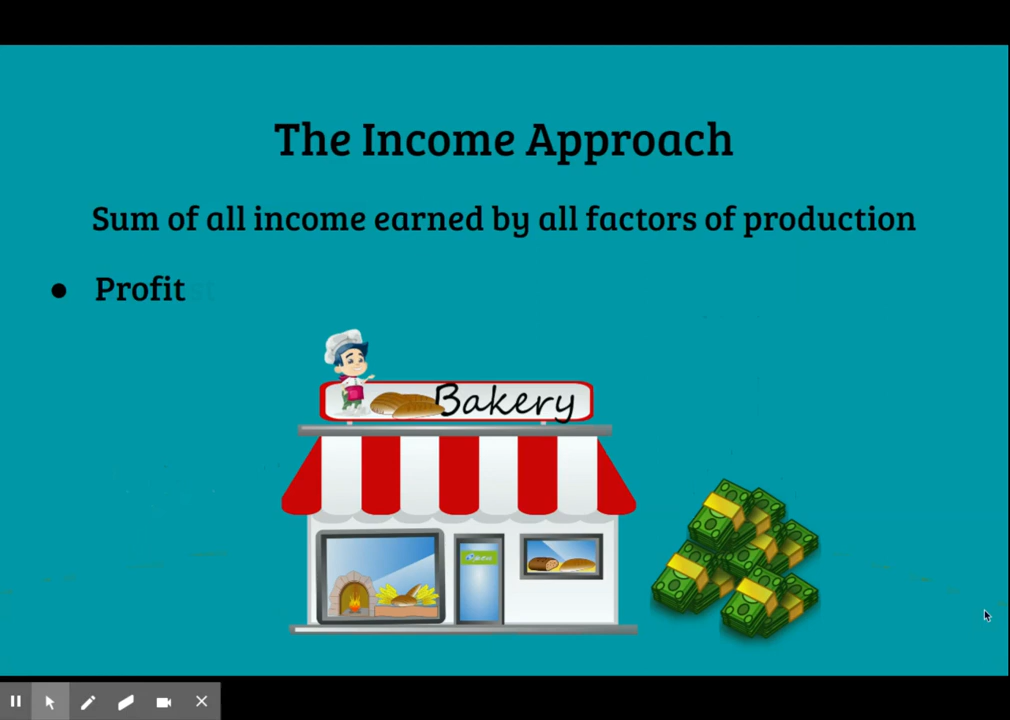 The Income Approach
Sum of all income earned by all factors of production
● Profit
Bakery